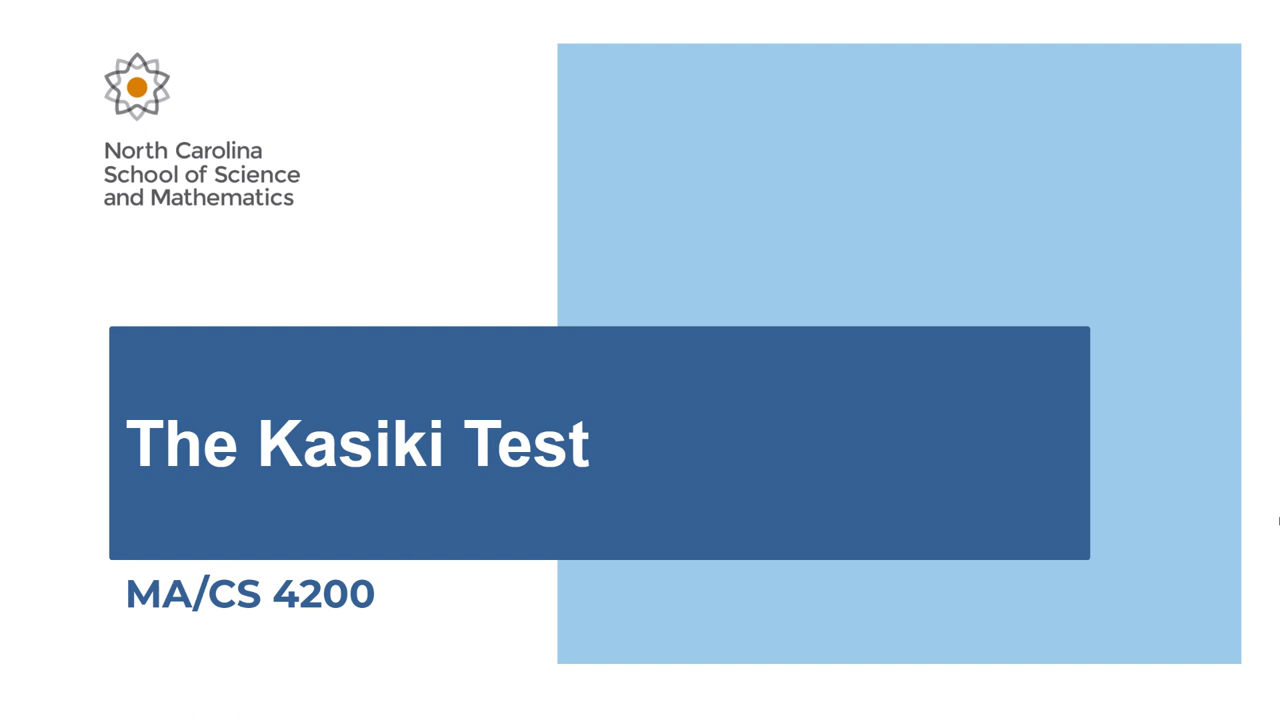 North Carolina
School of Science
and Mathematics
The Kasiki Test
MA/CS 4200